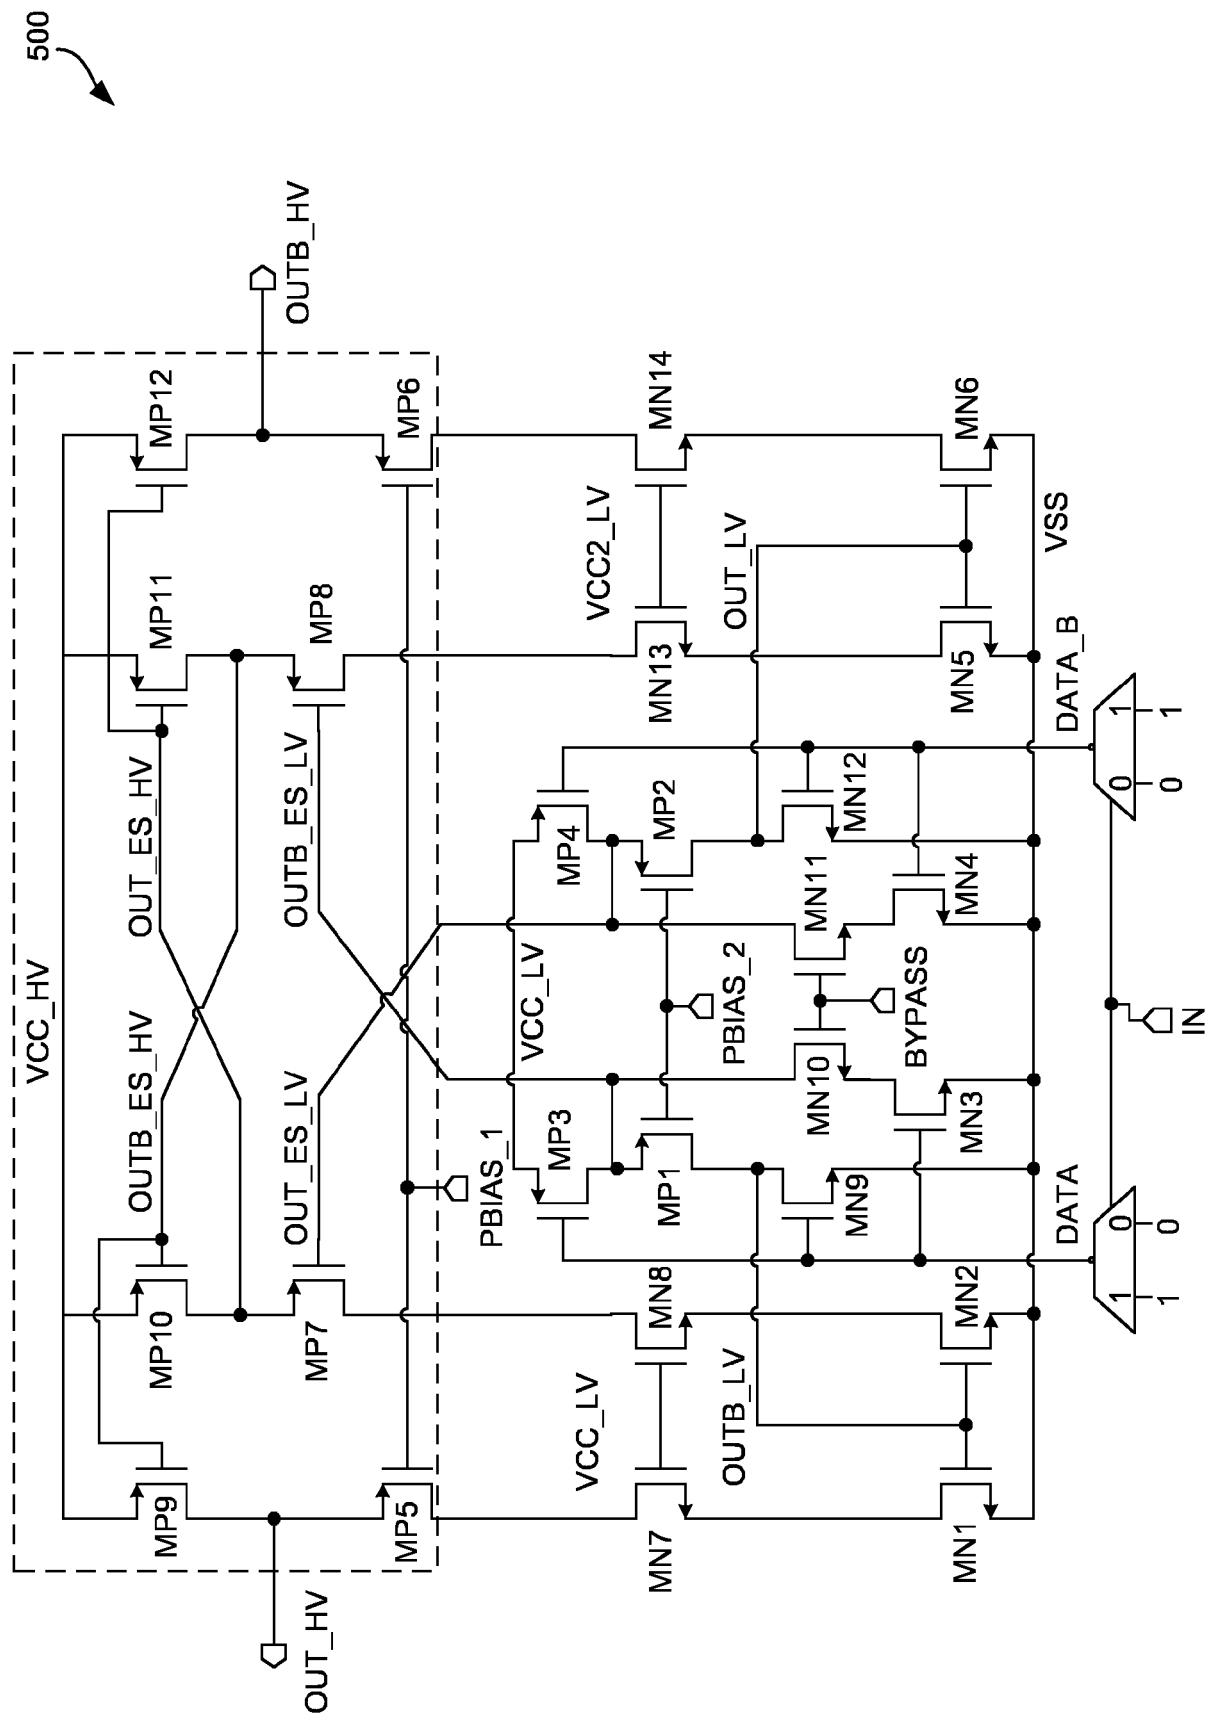 500
VCC_HV
OUT_HV
OUTB_HV
MP9
MP10
MP11
MP12
OUTB_ES_HV
OUT_ES_HV
MP7
OUT_ES_LV
OUTB_ES_LV
MP8
MP5
MP6
PBIAS_1
VCC_LV
MP3
MP4
MN7
MN8
VCC_LV
MP1
MP2
PBIAS_2
VCC2_LV
MN13
MN14
OUTB_LV
OUT_LV
MN9
MN10
MN11
MN12
BYPASS
MN1
MN2
MN3
MN4
MN5
MN6
VSS
DATA
DATA_B
1 0
0 1
1 0
0 1
IN